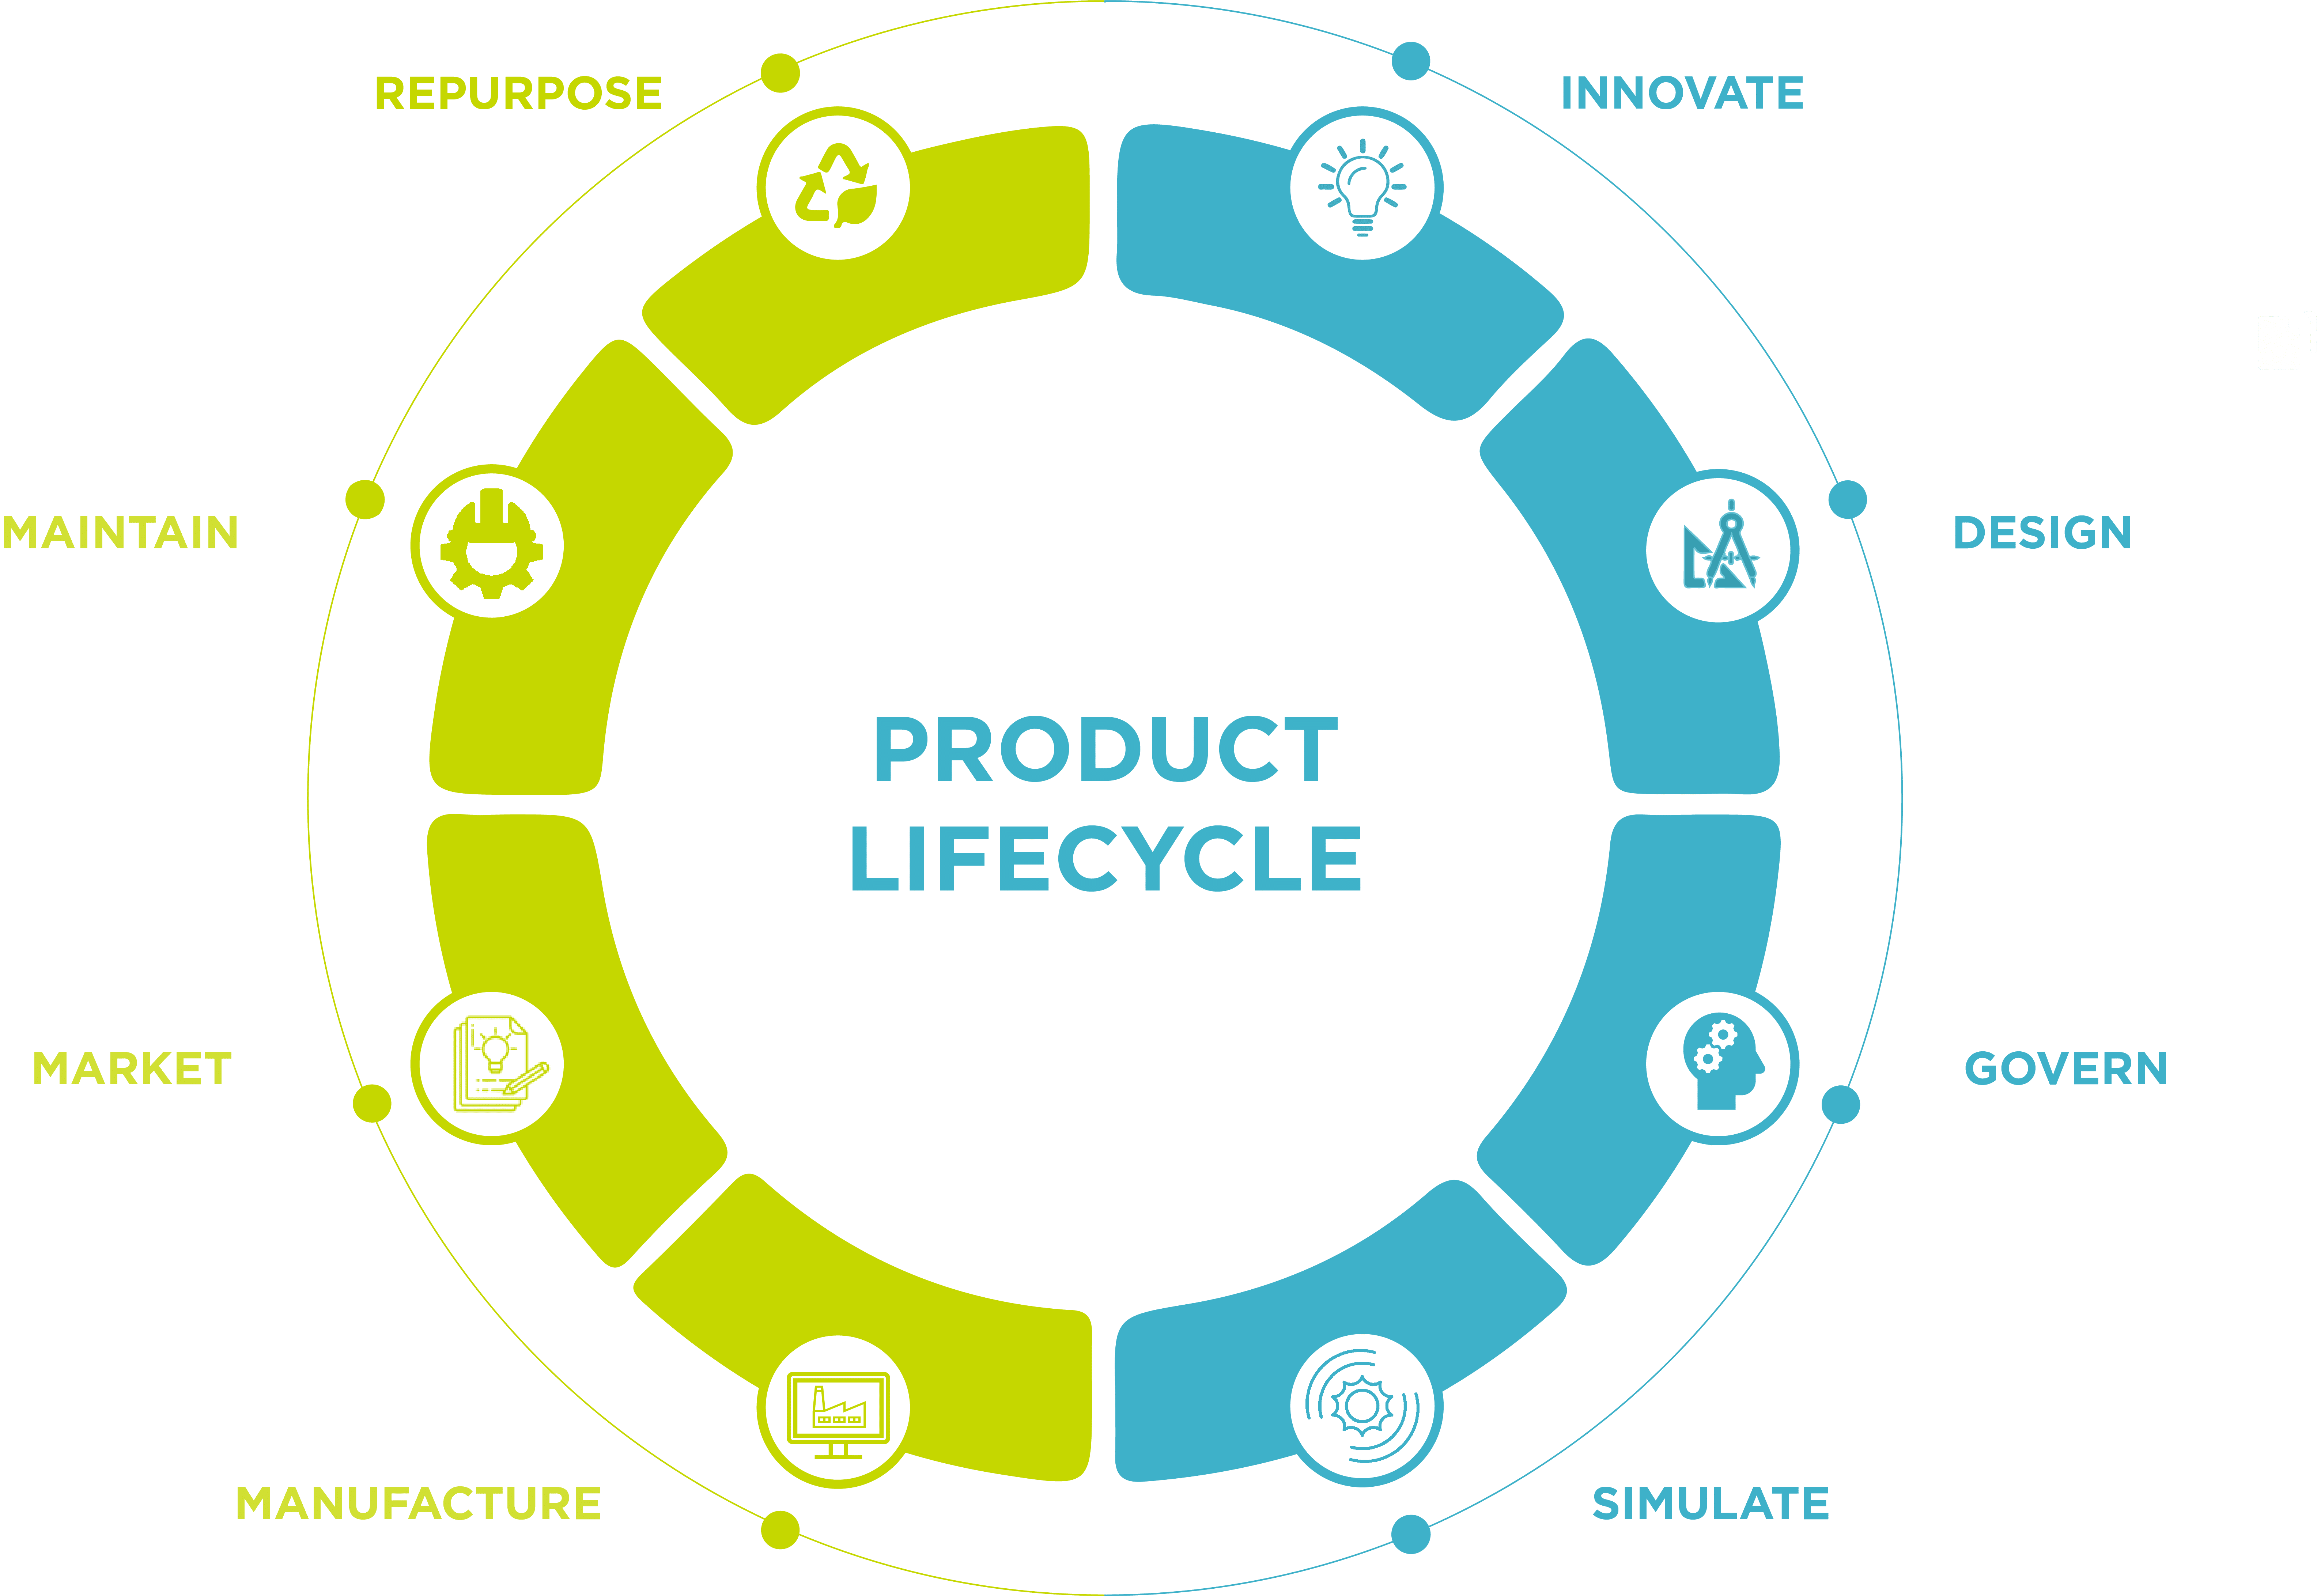 REPURPOSE
INNOVATE
MAINTAIN
DESIGN
PRODUCT
LIFECYCLE
MARKET
GOVERN
MANUFACTURE
SIMULATE